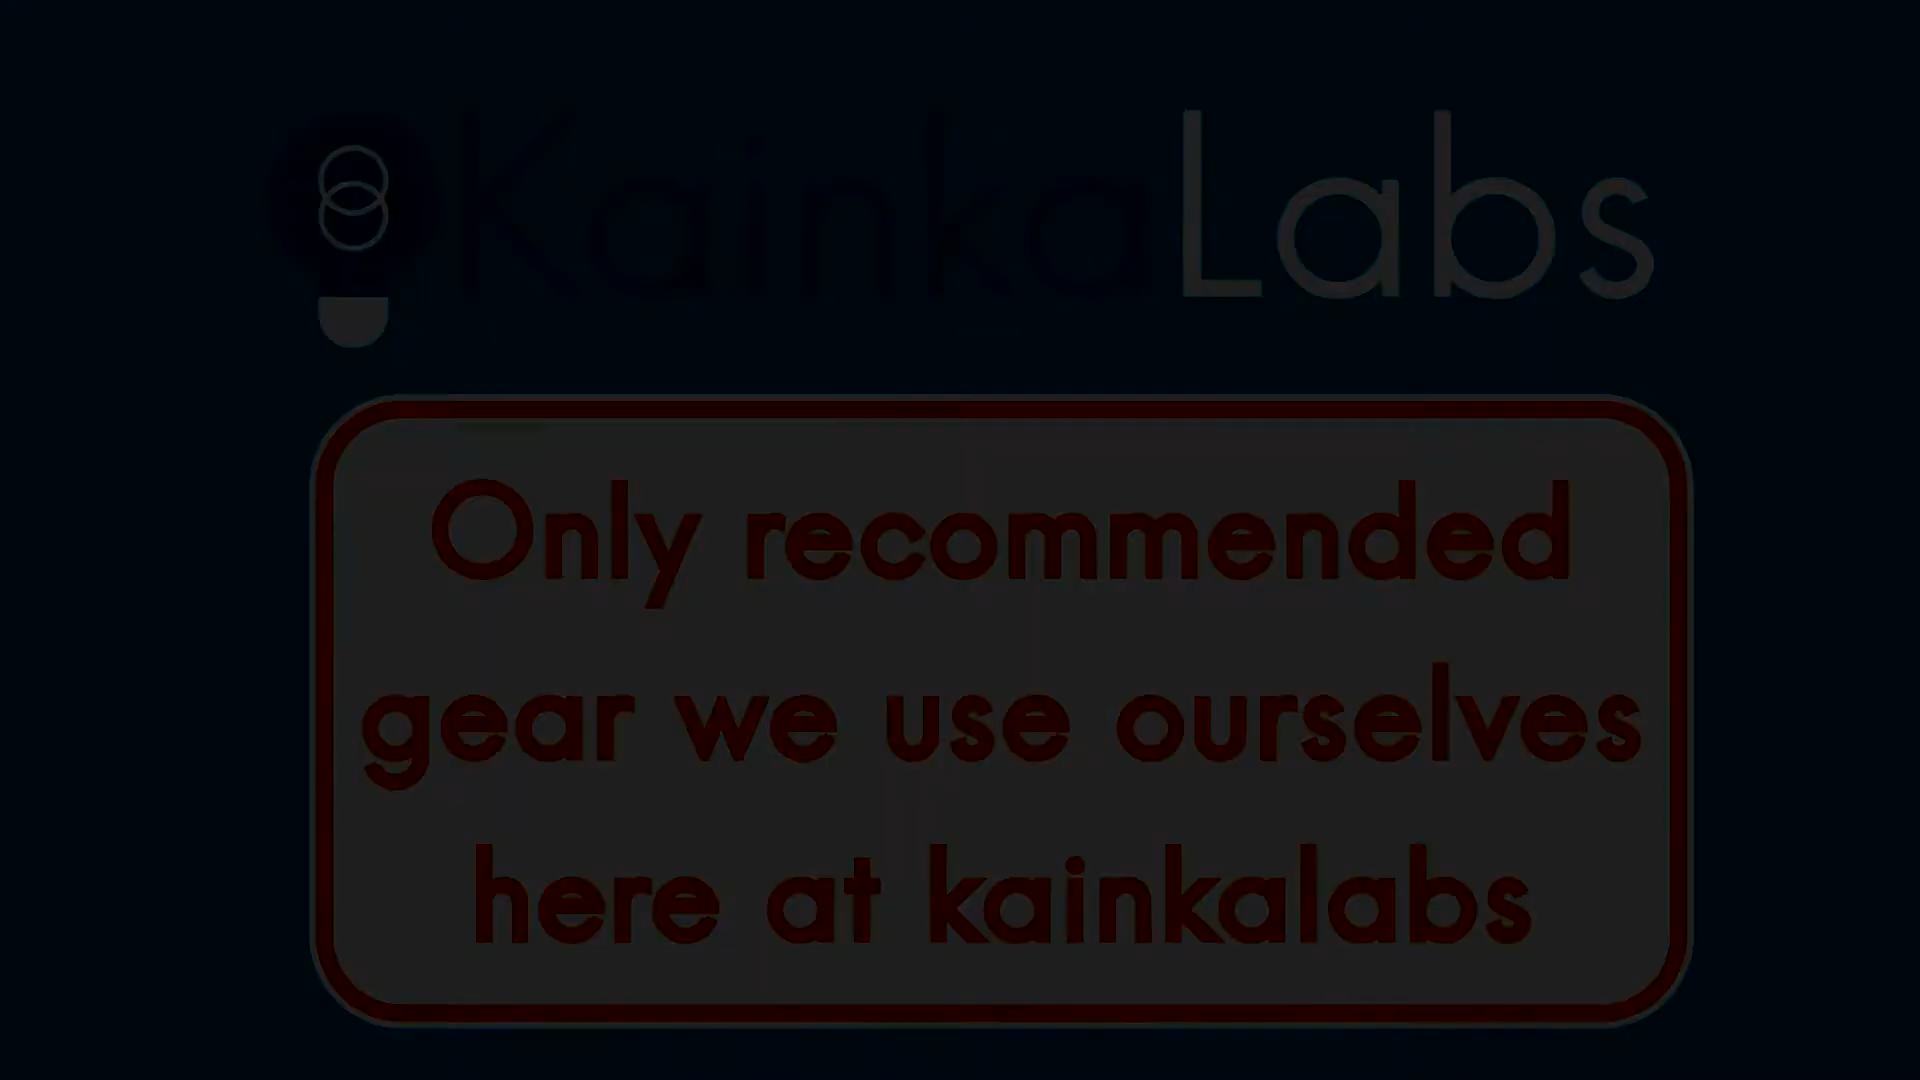 KainkaLabs
Only recommended
gear we use ourselves
here at kainkalabs